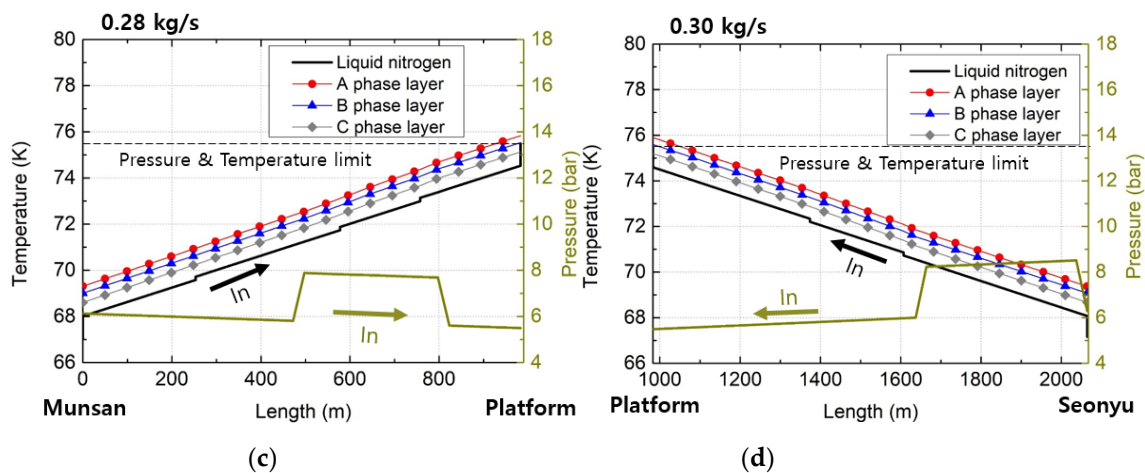 0.28 kg/s
80
78
76
74
72
70
68
66
Temperature (K)
18
16
14
12
10
8
6
4
Pressure (bar)
Liquid nitrogen
A phase layer
B phase layer
C phase layer
Pressure & Temperature limit
In
In
0
200
400
600
800
Munsan
Length (m)
Platform
(c)
0.30 kg/s
80
78
76
74
72
70
68
66
Temperature (K)
18
16
14
12
10
8
6
4
Pressure (bar)
Liquid nitrogen
A phase layer
B phase layer
C phase layer
Pressure & Temperature limit
In
In
1000
1200
1400
1600
1800
2000
Platform
Length (m)
Seonyu
(d)